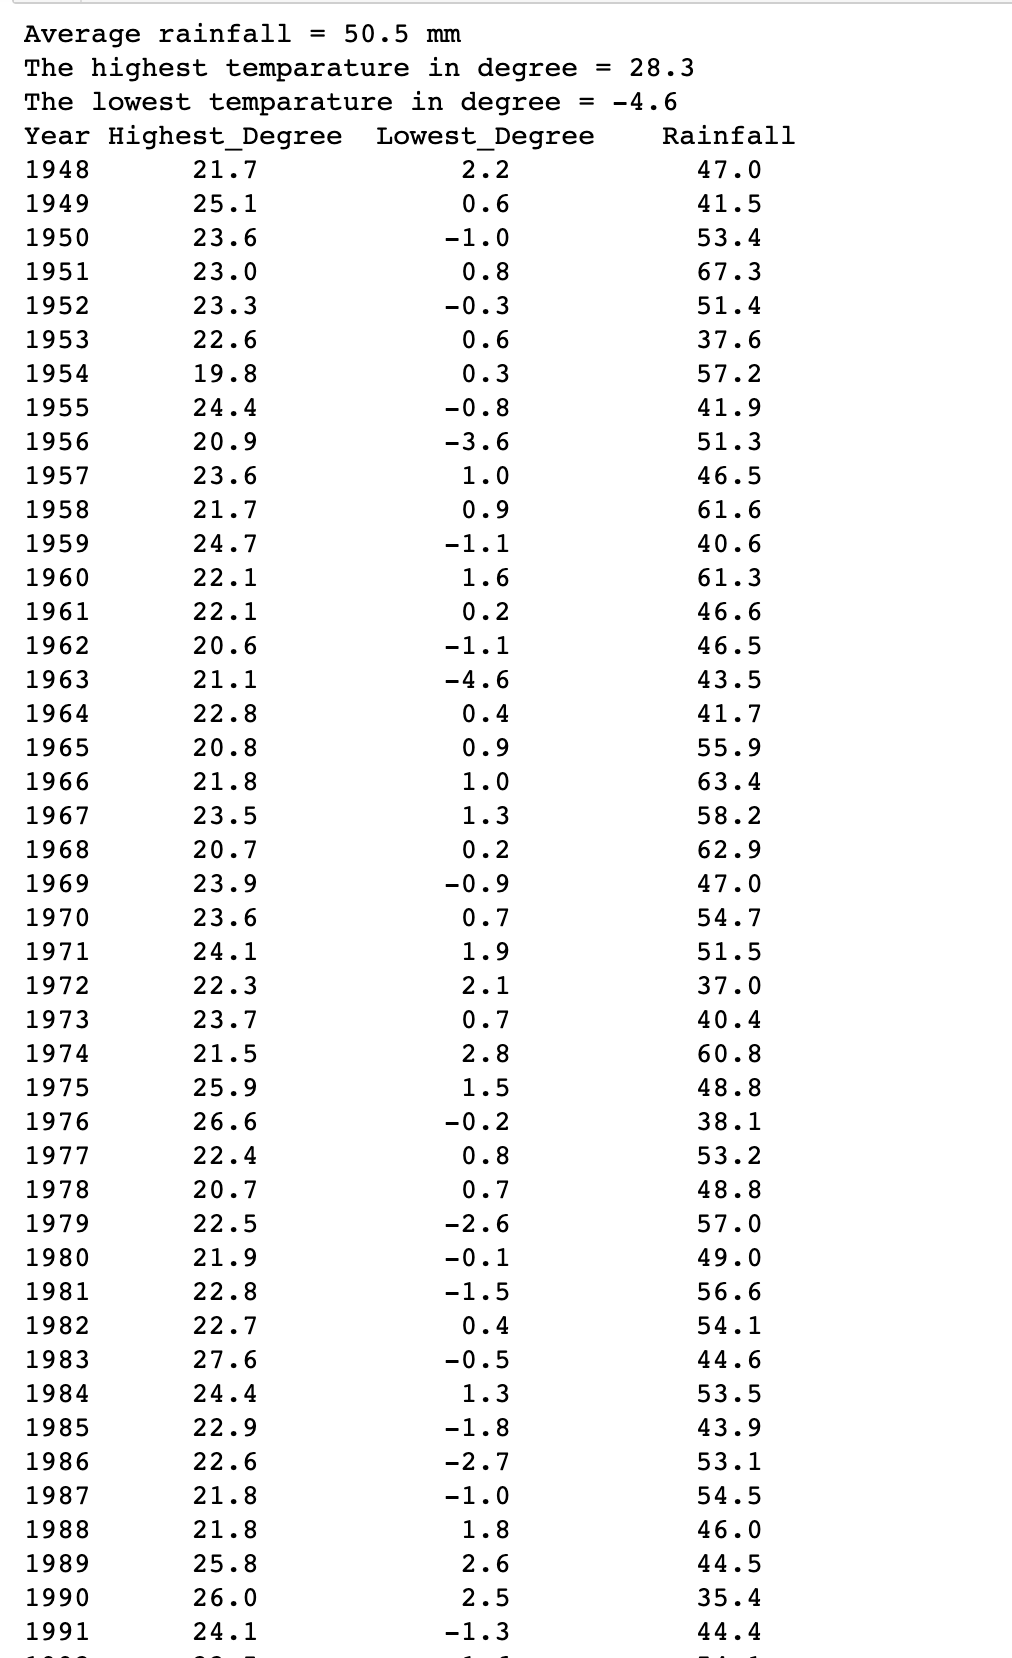 Average rainfall = 50.5 mm
The highest temparature in degree = 28.3
The lowest temparature in degree = -4.6
Year Highest_Degree Lowest_Degree Rainfall
1948 21.7 2.2 47.0
1949 25.1 0.6 41.5
1950 23.6 -1.0 53.4
1951 23.0 0.8 67.3
1952 23.3 -0.3 51.4
1953 22.6 0.6 37.6
1954 19.8 0.3 57.2
1955 24.4 -0.8 41.9
1956 20.9 -3.6 51.3
1957 23.6 1.0 46.5
1958 21.7 0.9 61.6
1959 24.7 -1.1 40.6
1960 22.1 1.6 61.3
1961 22.1 0.2 46.6
1962 20.6 -1.1 46.5
1963 21.1 -4.6 43.5
1964 22.8 0.4 41.7
1965 20.8 0.9 55.9
1966 21.8 1.0 63.4
1967 23.5 1.3 58.2
1968 20.7 0.2 62.9
1969 23.9 -0.9 47.0
1970 23.6 0.7 54.7
1971 24.1 1.9 51.5
1972 22.3 2.1 37.0
1973 23.7 0.7 40.4
1974 21.5 2.8 60.8
1975 25.9 1.5 48.8
1976 26.6 -0.2 38.1
1977 22.4 0.8 53.2
1978 20.7 0.7 48.8
1979 22.5 -2.6 57.0
1980 21.9 -0.1 49.0
1981 22.8 -1.5 56.6
1982 22.7 0.4 54.1
1983 27.6 -0.5 44.6
1984 24.4 1.3 53.5
1985 22.9 -1.8 43.9
1986 22.6 -2.7 53.1
1987 21.8 -1.0 54.5
1988 21.8 1.8 46.0
1989 25.8 2.6 44.5
1990 26.0 2.5 35.4
1991 24.1 -1.3 44.4